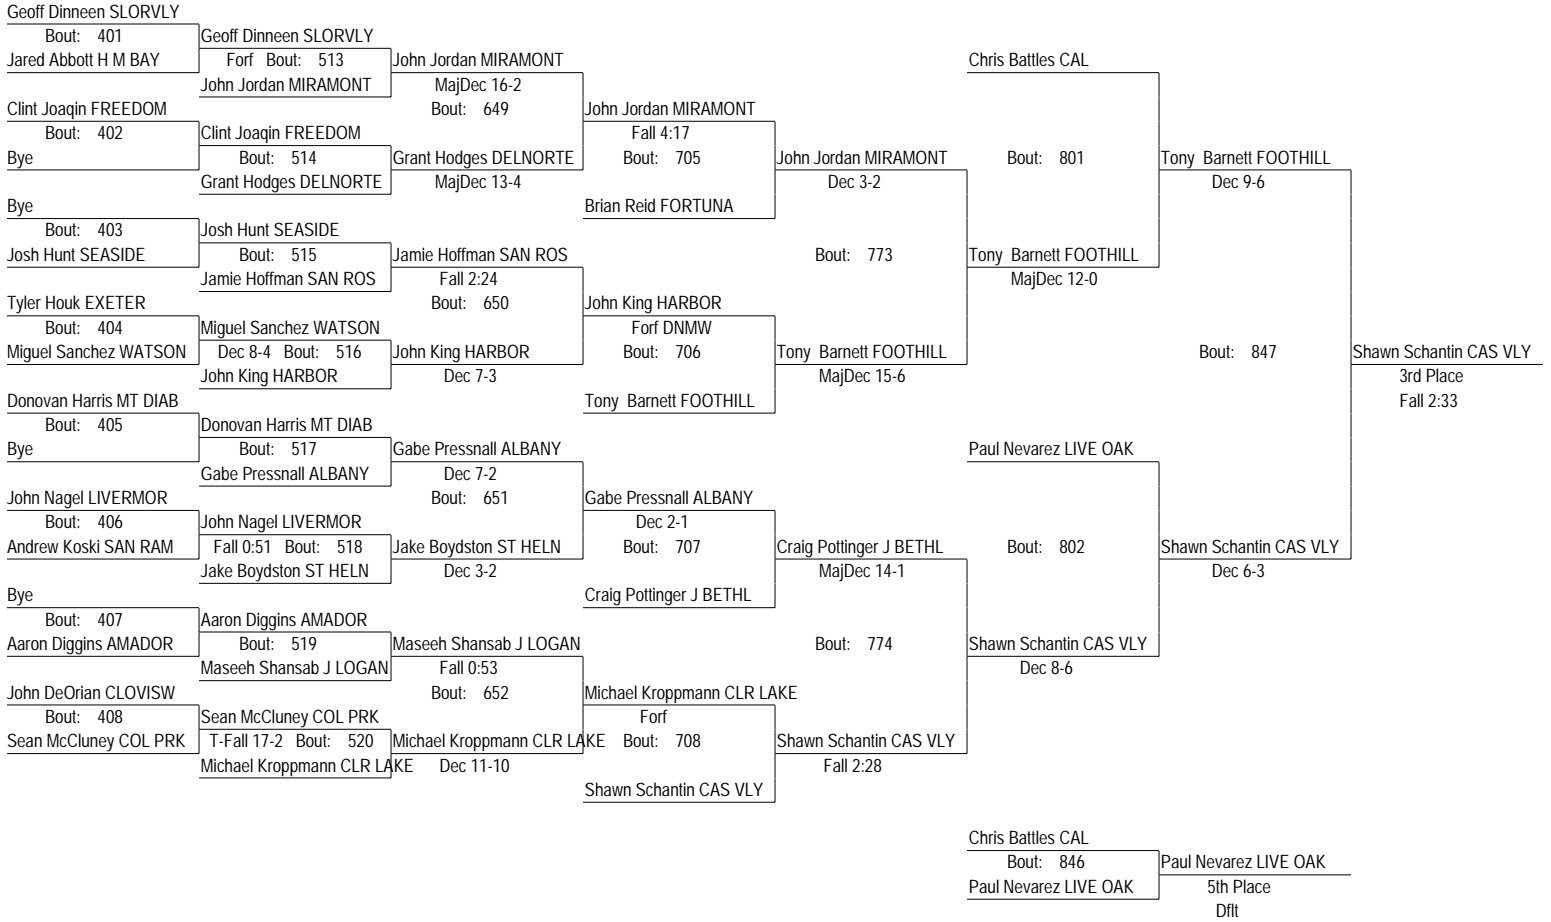 Geoff Dinneen SLORVLY
Bout: 401
Jared Abbott H M BAY
Clint Joaqin FREEDOM
Bout: 402
Bye
Bye
Bout: 403
Josh Hunt SEASIDE
Tyler Houk EXETER
Bout: 404
Miguel Sanchez WATSON
Donovan Harris MT DIAB
Bout: 405
Bye
John Nagel LIVERMOR
Bout: 406
Andrew Koski SAN RAM
Bye
Bout: 407
Aaron Diggins AMADOR
John DeOrian CLOVISW
Bout: 408
Sean McCluney COL PRK
Geoff Dinneen SLORVLY
Forf Bout: 513
John Jordan MIRAMONT
Clint Joaqin FREEDOM
Bout: 514
Grant Hodges DELNORTE
Josh Hunt SEASIDE
Bout: 515
Jamie Hoffman SAN ROS
Miguel Sanchez WATSON
Dec 8-4 Bout: 516
John King HARBOR
Donovan Harris MT DIAB
Bout: 517
Gabe Pressnall ALBANY
John Nagel LIVERMOR
Fall 0:51 Bout: 518
Jake Boydston ST HELN
Aaron Diggins AMADOR
Bout: 519
Maseeh Shansab J LOGAN
Sean McCluney COL PRK
T-Fall 17-2 Bout: 520
Michael Kroppmann CLR LAKE
John Jordan MIRAMONT
MajDec 16-2
Bout: 649
Grant Hodges DELNORTE
MajDec 13-4
Jamie Hoffman SAN ROS
Fall 2:24
Bout: 650
John King HARBOR
Dec 7-3
Gabe Pressnall ALBANY
Dec 7-2
Bout: 651
Jake Boydston ST HELN
Dec 3-2
Maseeh Shansab J LOGAN
Fall 0:53
Bout: 652
Michael Kroppmann CLR LAKE
Dec 11-10
John Jordan MIRAMONT
Fall 4:17
Bout: 705
Brian Reid FORTUNA
John King HARBOR
Forf DNMW
Bout: 706
Tony Barnett FOOTHILL
Gabe Pressnall ALBANY
Dec 2-1
Bout: 707
Craig Pottinger J BETHL
Michael Kroppmann CLR LAKE
Forf
Bout: 708
Shawn Schantin CAS VLY
John Jordan MIRAMONT
Dec 3-2
Bout: 773
Tony Barnett FOOTHILL
MajDec 15-6
Craig Pottinger J BETHL
MajDec 14-1
Bout: 774
Shawn Schantin CAS VLY
Fall 2:28
Chris Battles CAL
Bout: 801
Tony Barnett FOOTHILL
MajDec 12-0
Paul Nevarez LIVE OAK
Bout: 802
Shawn Schantin CAS VLY
Dec 8-6
Tony Barnett FOOTHILL
Dec 9-6
Bout: 847
Shawn Schantin CAS VLY
Dec 6-3
Shawn Schantin CAS VLY
3rd Place
Fall 2:33
Chris Battles CAL
Bout: 846
Paul Nevarez LIVE OAK
Paul Nevarez LIVE OAK
5th Place
Dflt